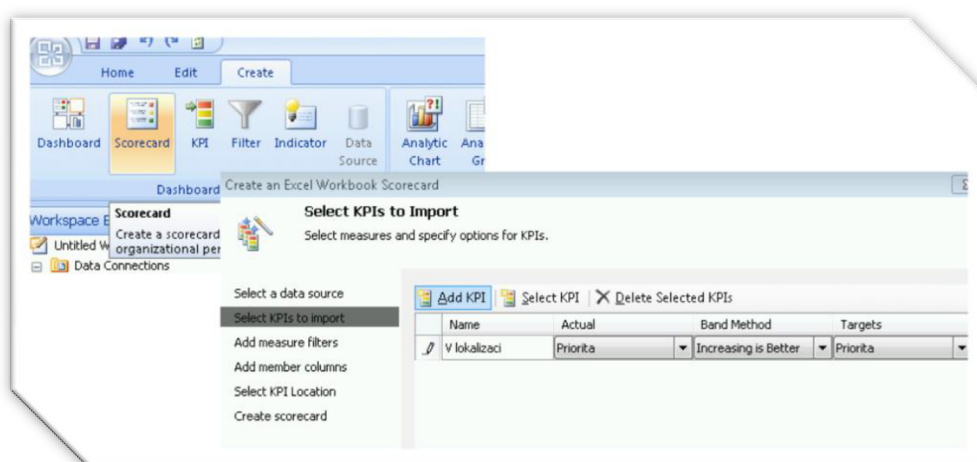 Home Edit Create
Dashboard Scorecard KPI Filter Indicator Data Source Analytic Chart
Dashboard
Scorecard
Create a scorecard
organizational
Untitled
Data Connections
Create an Excel Workbook Scorecard
Select KPIs to Import
Select measures and specify options for KPIs.
Select a data source
Select KPIs to import
Add measure filters
Add member columns
Select KPI Location
Create scorecard
Add KPI Select KPI Delete Selected KPIs
Name Actual Band Method Targets
V lokalizaci Priorita Increasing is Better Priorita